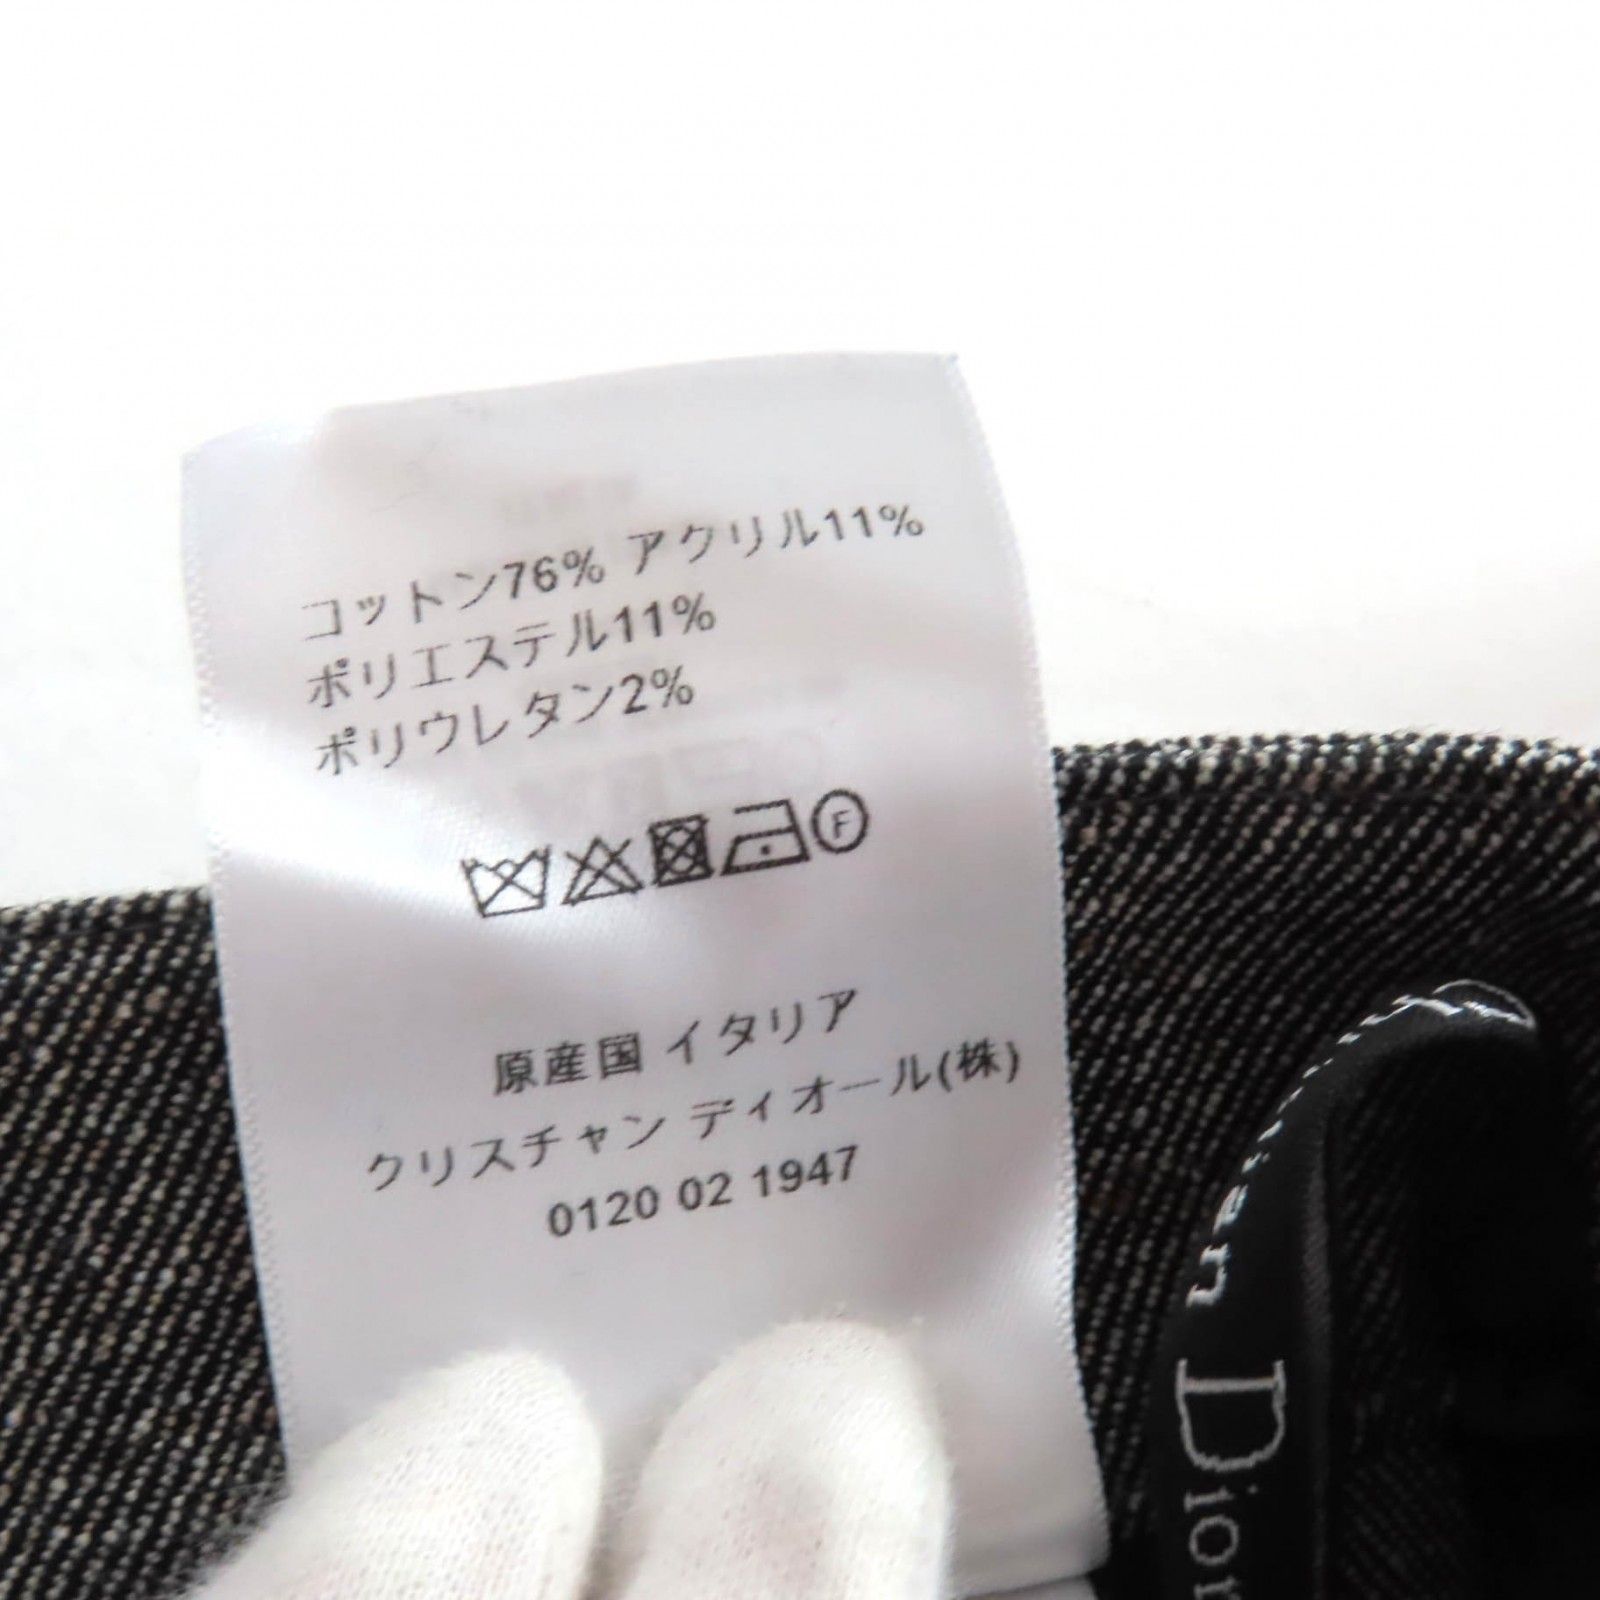 コットン76% アクリル11%
ポリエステル11%
ポリウレタン2%
F
原産国 イタリア
クリスチャン ディオール(株)
0120 02 1947
Dior